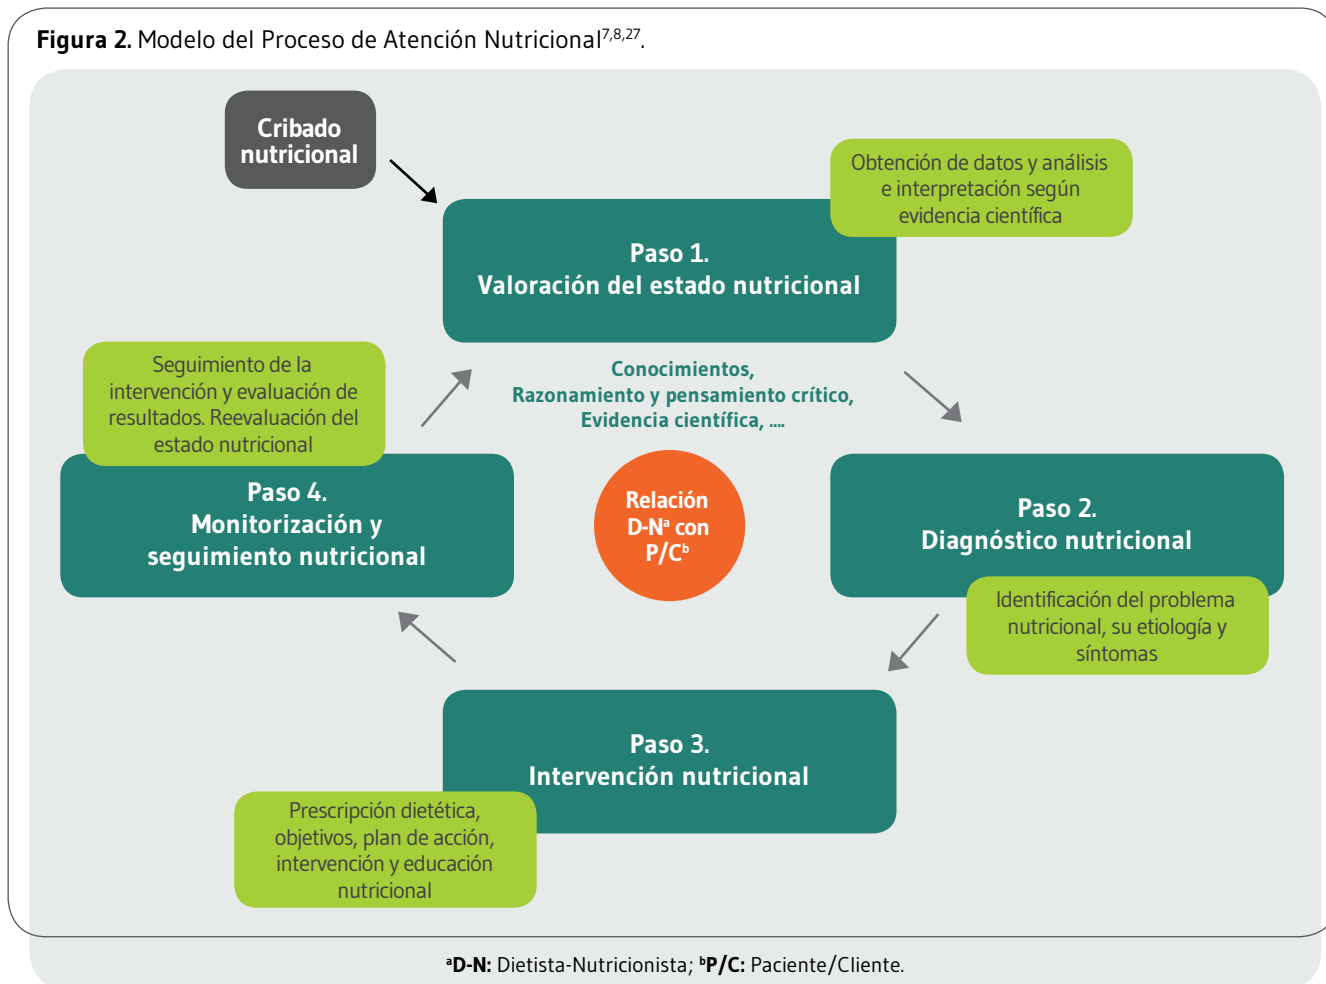 Figura 2. Modelo del Proceso de Atención Nutricional7,8,27.
Cribado
nutricional
Obtención de datos y análisis
e interpretación según
evidencia científica
Paso 1.
Valoración del estado nutricional
Conocimientos,
Razonamiento y pensamiento crítico,
Evidencia científica, ....
Seguimiento de la
intervención y evaluación de
resultados. Reevaluación del
estado nutricional
Paso 4.
Monitorización y
seguimiento nutricional
Relación
D-Nª con
P/Cᵇ
Paso 2.
Diagnóstico nutricional
Identificación del problema
nutricional, su etiología y
síntomas
Paso 3.
Intervención nutricional
Prescripción dietética,
objetivos, plan de acción,
intervención y educación
nutricional
ªD-N: Dietista-Nutricionista; ᵇP/C: Paciente/Cliente.